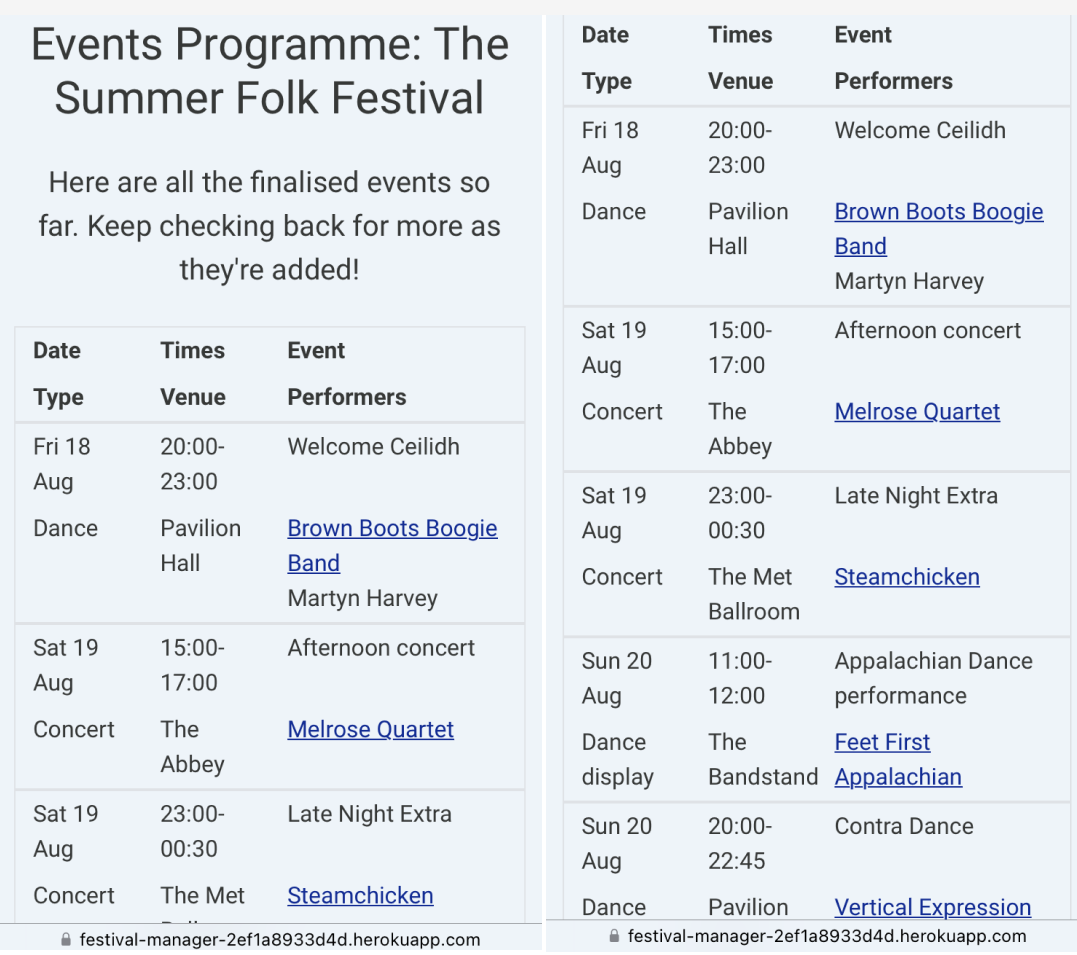 Events Programme: The
Summer Folk Festival
Here are all the finalised events so
far. Keep checking back for more as
they're added!
Date Times Event
Type Venue Performers
Fri 18 20:00- Welcome Ceilidh
Aug 23:00
Dance Pavilion Brown Boots Boogie
Hall Band
Martyn Harvey
Sat 19 15:00- Afternoon concert
Aug 17:00
Concert The Melrose Quartet
Abbey
Sat 19 23:00- Late Night Extra
Aug 00:30
Concert The Met Steamchicken
festival-manager-2ef1a8933d4d.herokuapp.com
Date Times Event
Type Venue Performers
Fri 18 20:00- Welcome Ceilidh
Aug 23:00
Dance Pavilion Brown Boots Boogie
Hall Band
Martyn Harvey
Sat 19 15:00- Afternoon concert
Aug 17:00
Concert The Melrose Quartet
Abbey
Sat 19 23:00- Late Night Extra
Aug 00:30
Concert The Met Steamchicken
Ballroom
Sun 20 11:00- Appalachian Dance
Aug 12:00 performance
Dance The Feet First
display Bandstand Appalachian
Sun 20 20:00- Contra Dance
Aug 22:45
Dance Pavilion Vertical Expression
festival-manager-2ef1a8933d4d.herokuapp.com